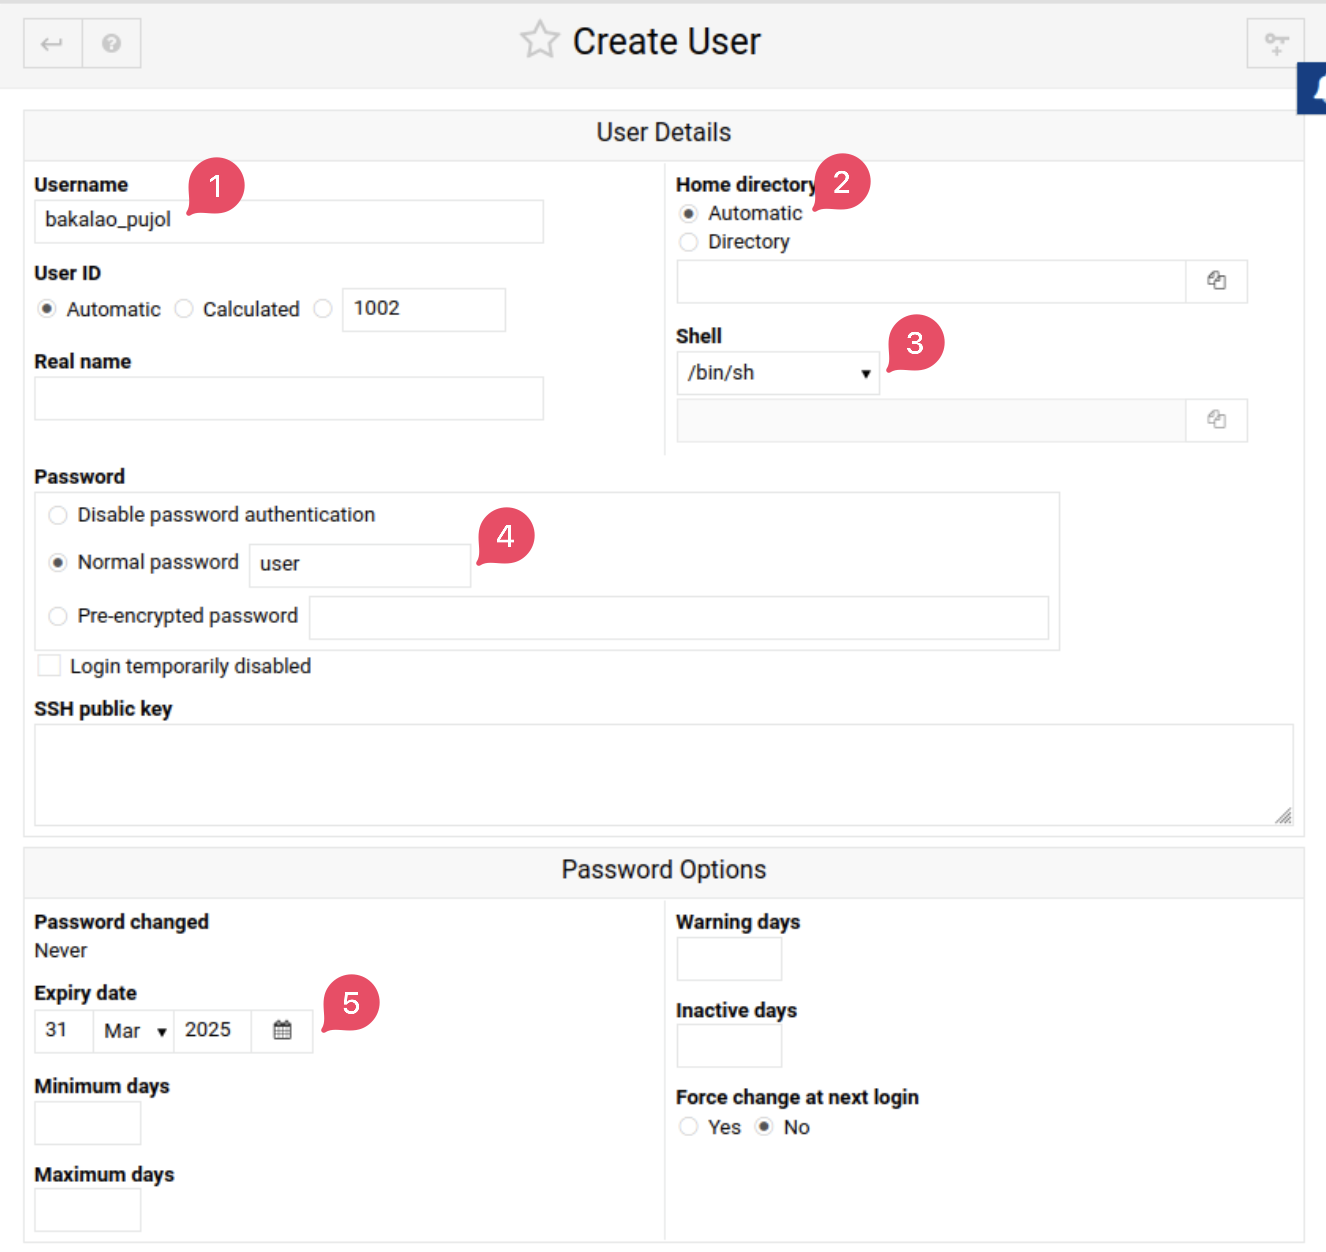 Create User
User Details
Username
1
bakalao_pujol
User ID
Automatic Calculated 1002
Real name
Home directory
2
Automatic
Directory
Shell
3
/bin/sh
Password
Disable password authentication
4
Normal password user
Pre-encrypted password
Login temporarily disabled
SSH public key
Password Options
Password changed
Never
Expiry date
5
31 Mar 2025
Minimum days
Maximum days
Warning days
Inactive days
Force change at next login
Yes No